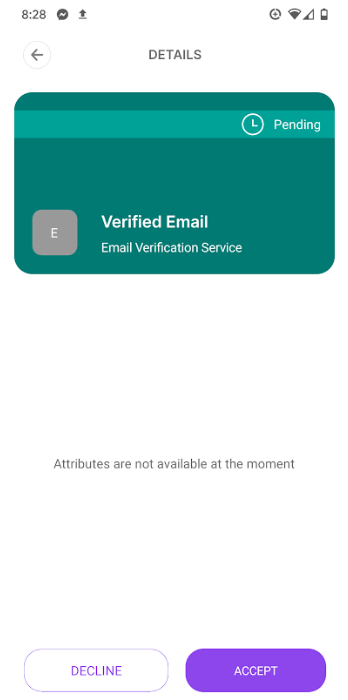 8:28
DETAILS
Pending
E
Verified Email
Email Verification Service
Attributes are not available at the moment
DECLINE
ACCEPT